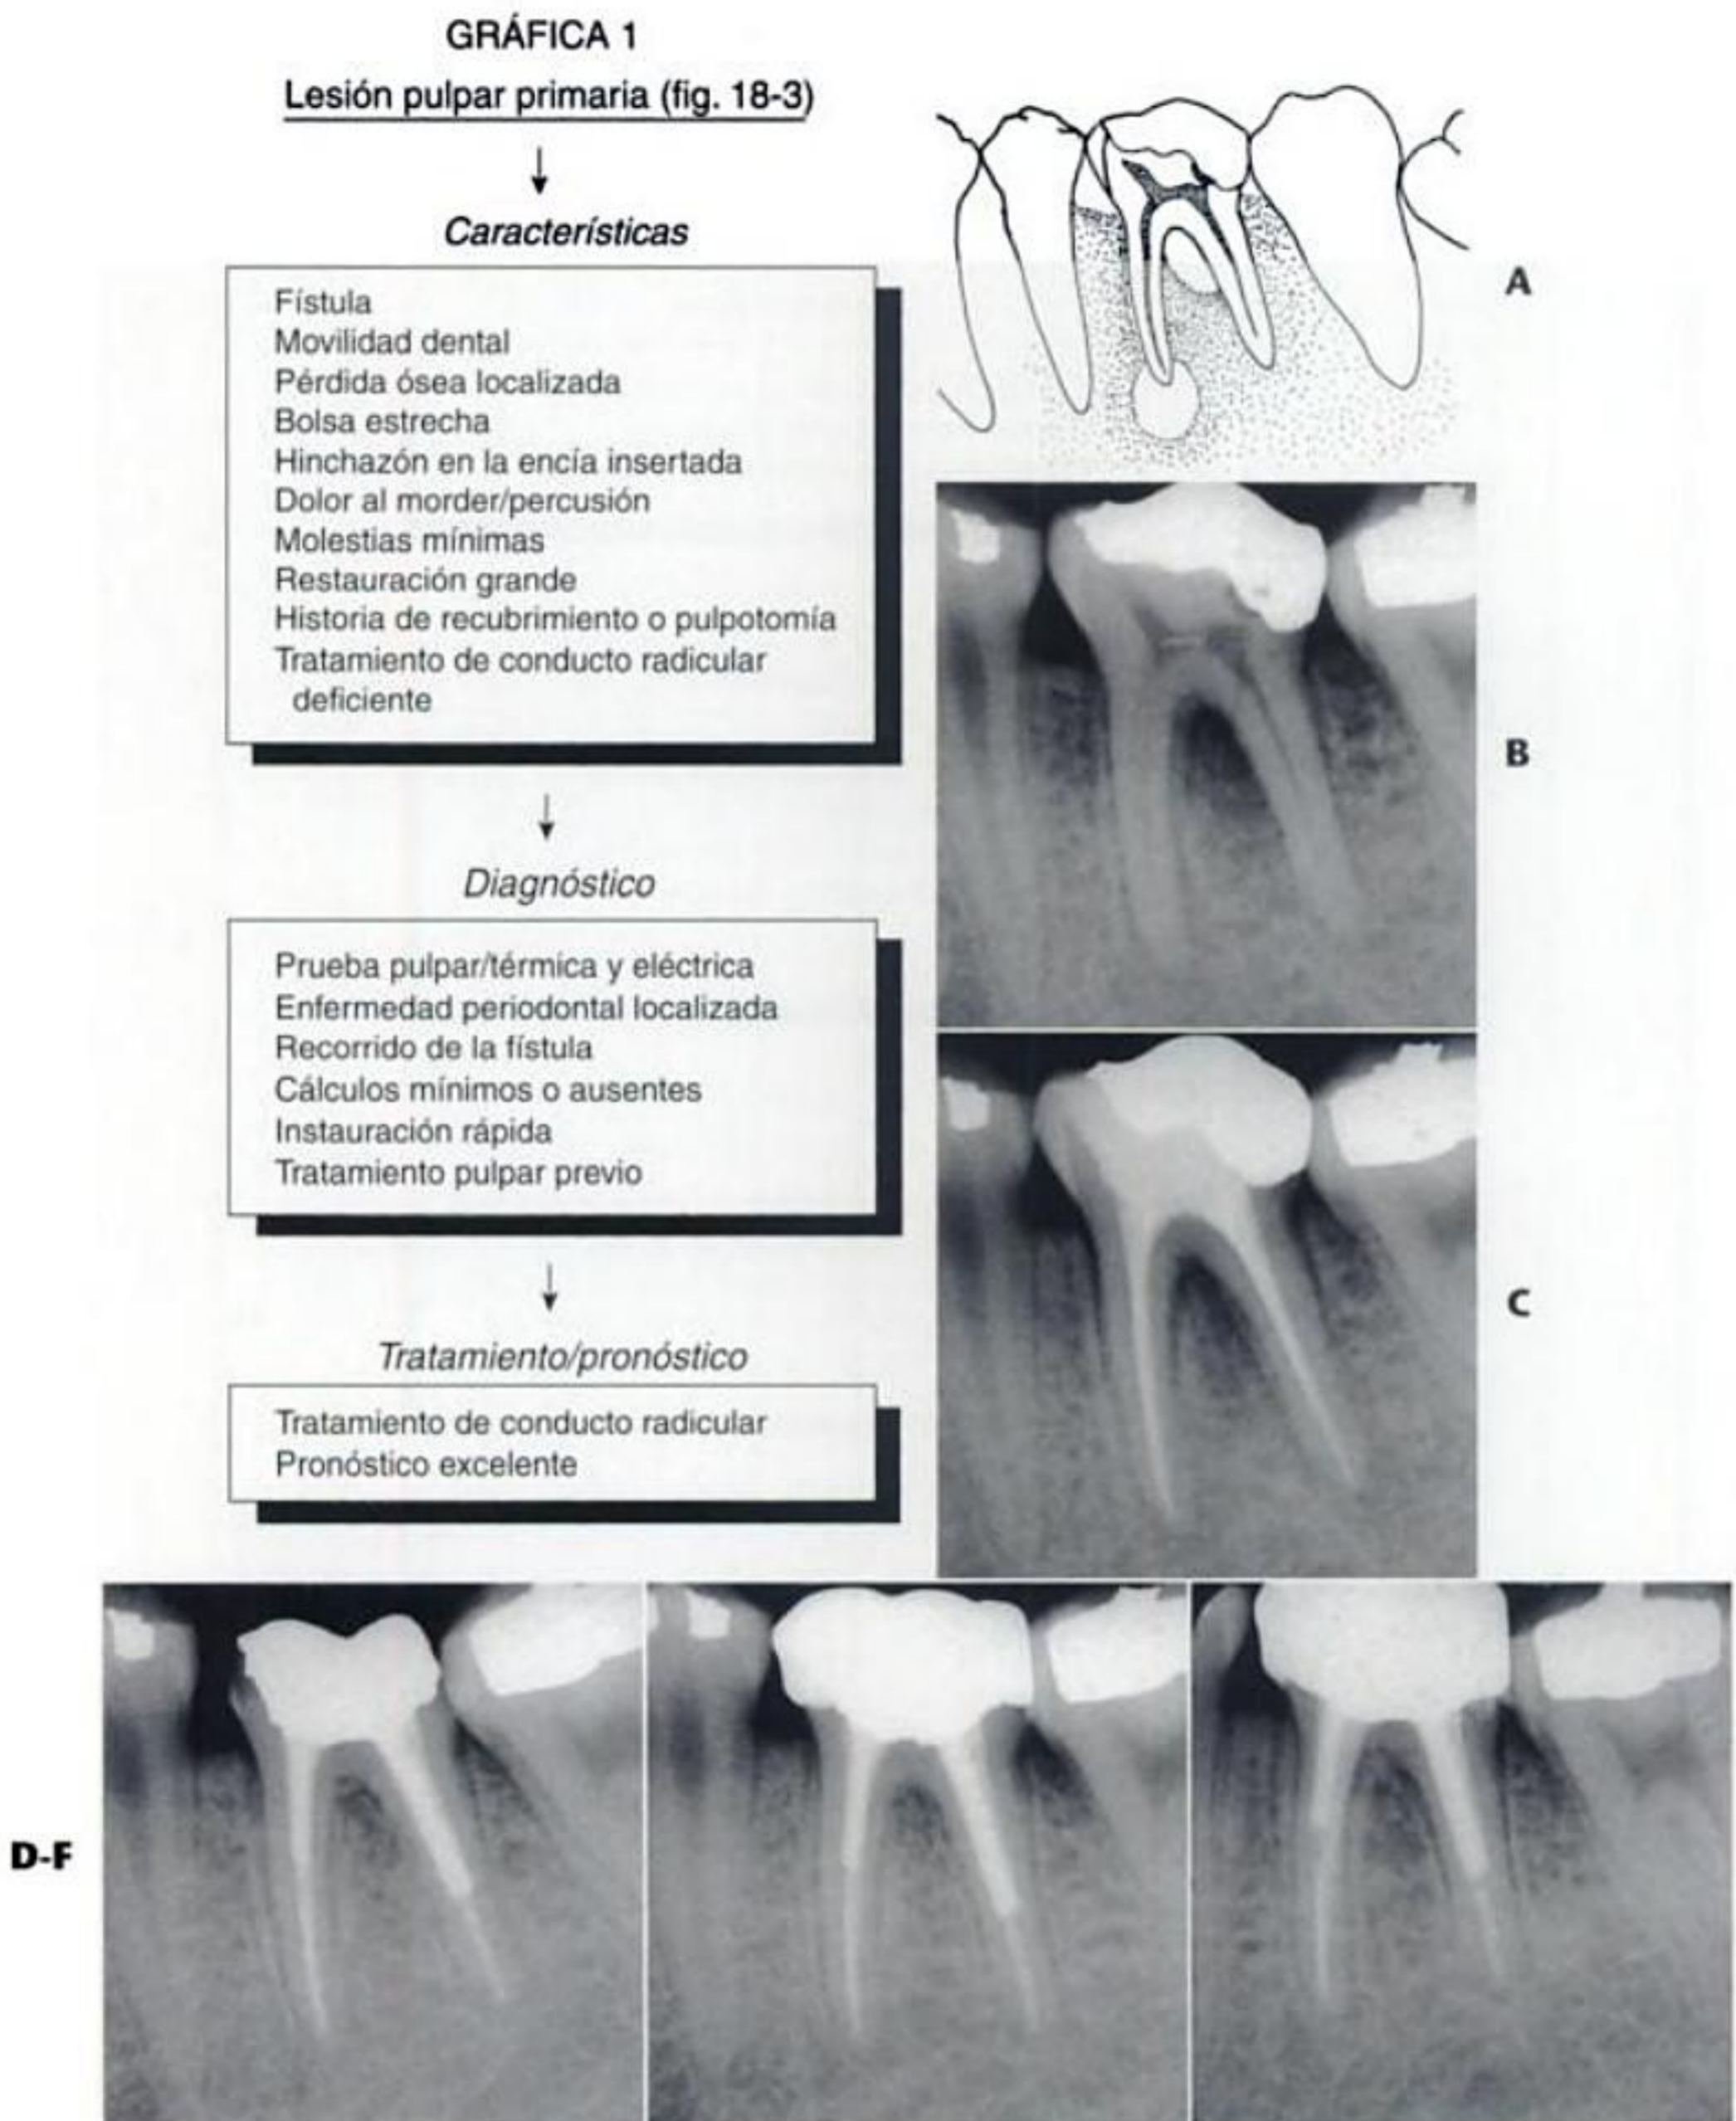 GRÁFICA 1
Lesión pulpar primaria (fig. 18-3)
Características
Fístula
Movilidad dental
Pérdida ósea localizada
Bolsa estrecha
Hinchazón en la encía insertada
Dolor al morder/percusión
Molestias mínimas
Restauración grande
Historia de recubrimiento o pulpotomía
Tratamiento de conducto radicular
deficiente
Diagnóstico
Prueba pulpar/térmica y eléctrica
Enfermedad periodontal localizada
Recorrido de la fístula
Cálculos mínimos o ausentes
Instauración rápida
Tratamiento pulpar previo
Tratamiento/pronóstico
Tratamiento de conducto radicular
Pronóstico excelente
A
B
C
D-F